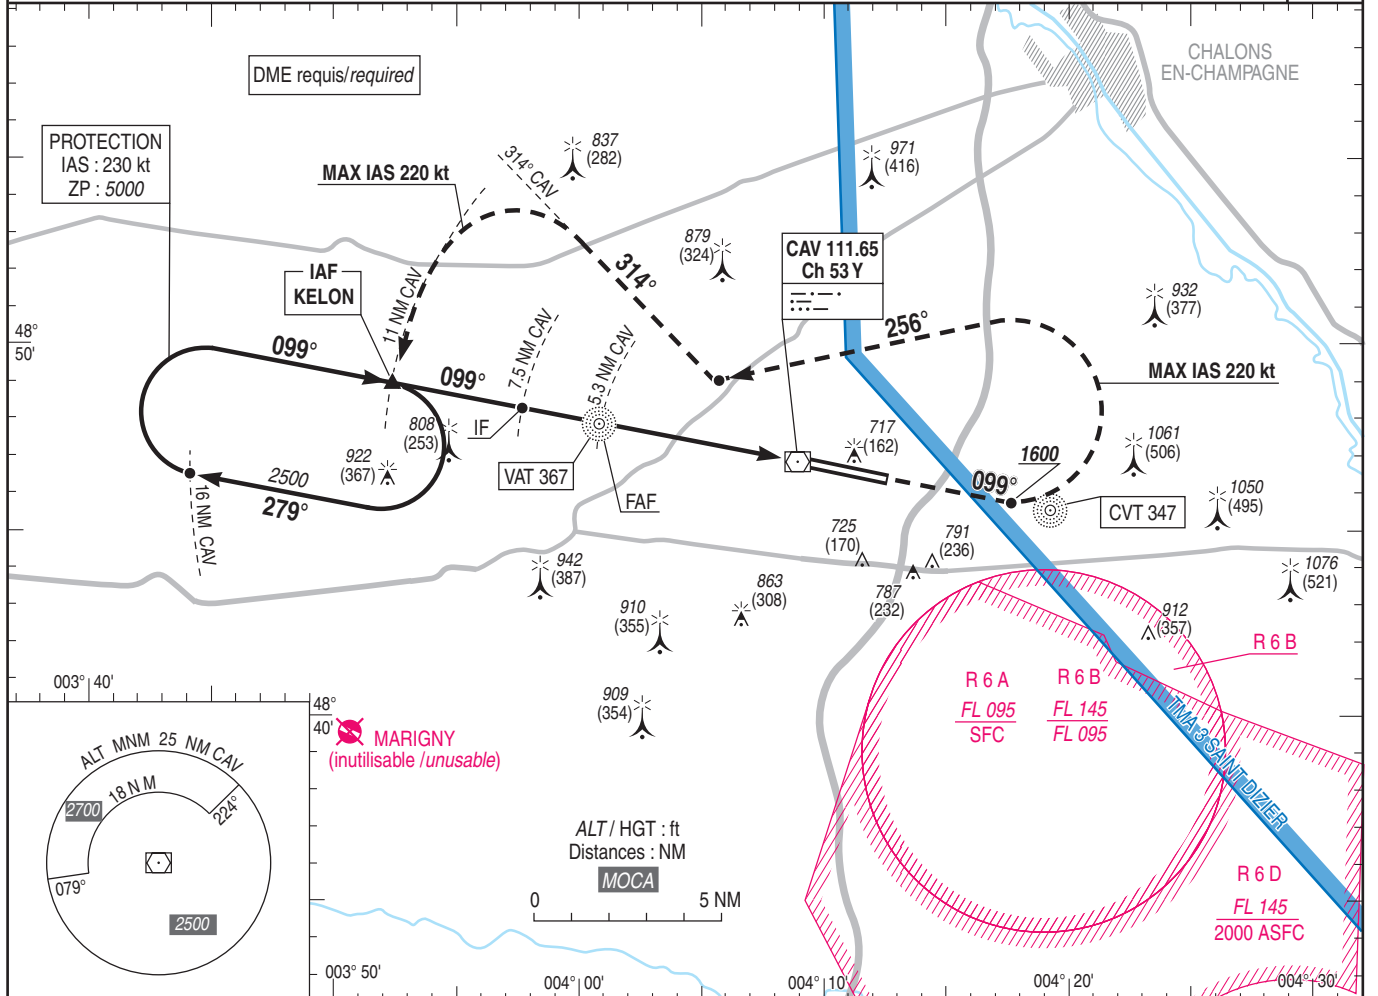 CHALONS
EN-CHAMPAGNE
DME requis/required
PROTECTION
IAS : 230 kt
ZP : 5000
MAX IAS 220 kt
314° CAV
837
(282)
971
(416)
879
(324)
314°
CAV 111.65
Ch 53 Y
IAF
KELON
11 NM CAV
932
(377)
256°
48°
50'
099°
099°
7.5 NM CAV
5.3 NM CAV
MAX IAS 220 kt
IF
808
(253)
922
(367)
717
(162)
1061
(506)
1600
2500
279°
16 NM CAV
VAT 367
FAF
099°
CVT 347
1050
(495)
725
(170)
791
(236)
942
(387)
787
(232)
1076
(521)
863
(308)
910
(355)
912
(357)
R 6 B
R 6 A
FL 095
SFC
R 6 B
FL 145
FL 095
003° 40'
48°
40'
909
(354)
MARIGNY
(inutilisable /unusable)
TMA 3 SAINT DIZIER
ALT MNM 25 NM CAV
18 N M
2700
224°
079°
2500
ALT / HGT : ft
Distances : NM
MOCA
0
5 NM
R 6 D
FL 145
2000 ASFC
003° 50'
004° 00'
004° 10'
004° 20'
004° 30'